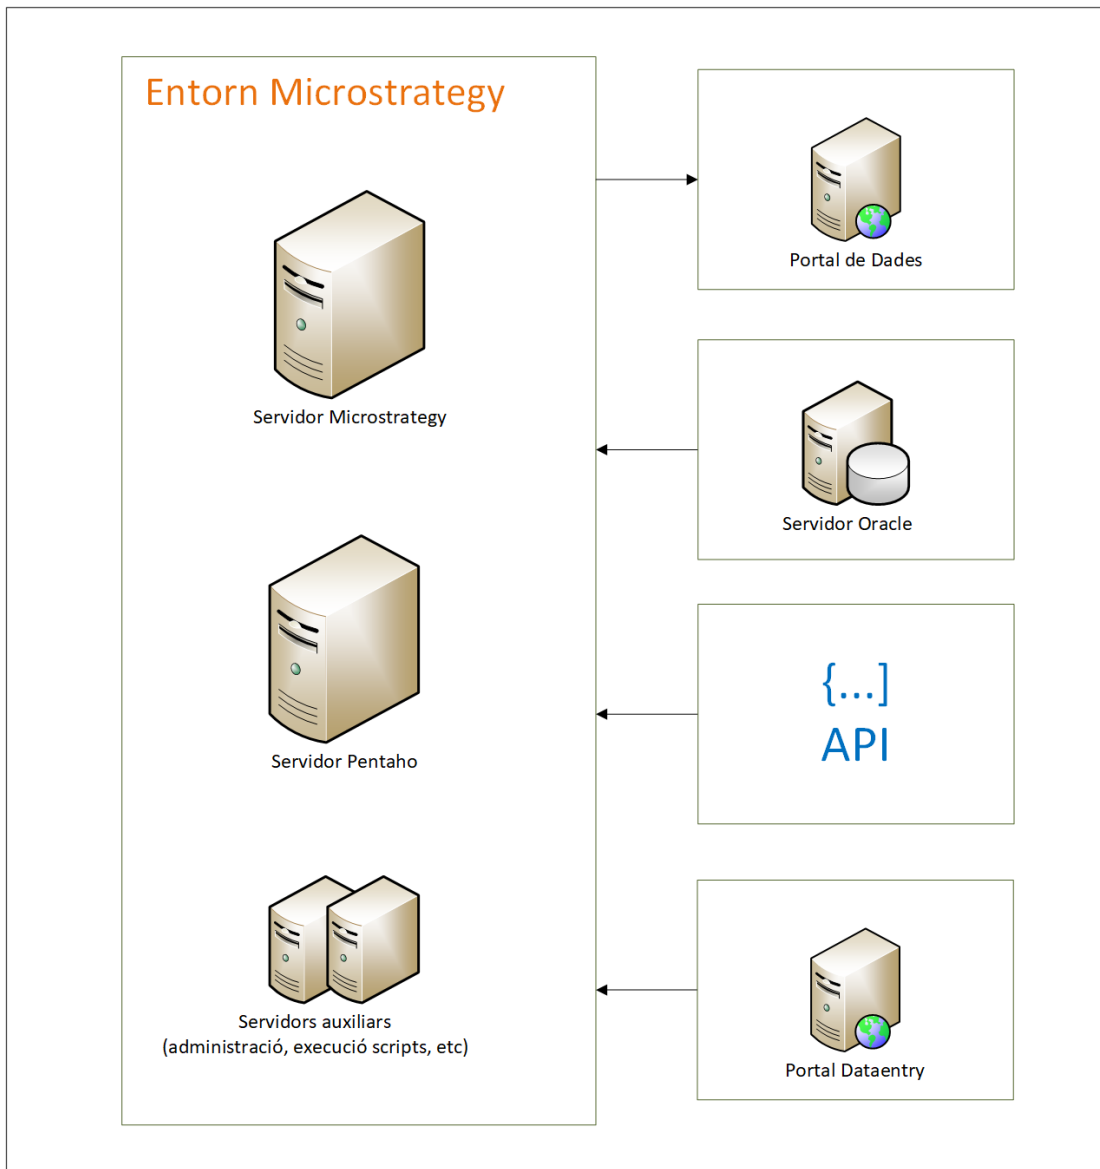 Entorn Microstrategy
Servidor Microstrategy
Servidor Pentaho
Servidors auxiliars
(administració, execució scripts, etc)
Portal de Dades
Servidor Oracle
{...]
API
Portal Dataentry